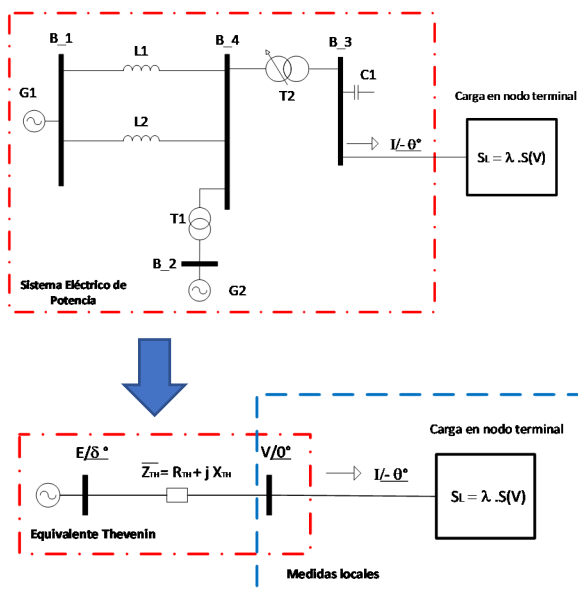 B_1
L1
B_4
B_3
G1
C1
T2
Carga en nodo terminal
L2
I/-θ°
SL = λ .S(V)
T1
B_2
Sistema Eléctrico de
Potencia
G2
E/δ °
ZTH = RTH + j XTH
V/0°
Carga en nodo terminal
I/-θ°
SL = λ .S(V)
Equivalente Thevenin
Medidas locales